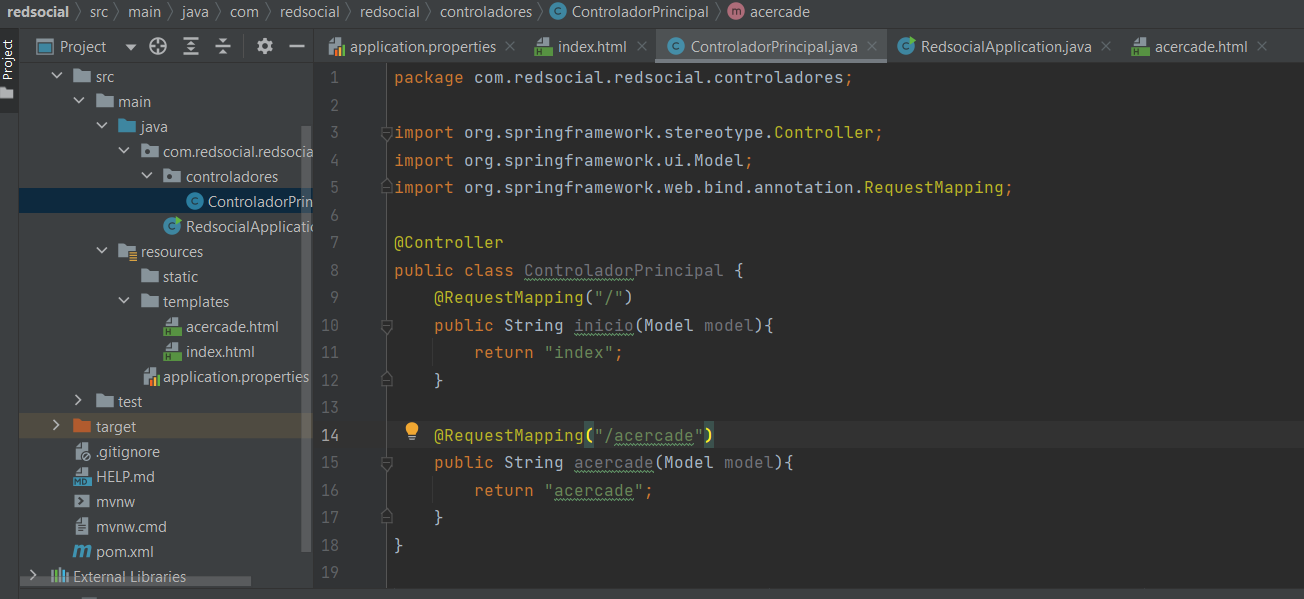 redsocial src main java com redsocial redsocial controladores ControladorPrincipal acercade
Project
Project
application.properties index.html ControladorPrincipal.java RedsocialApplication.java acercade.html
src
main
java
com.redsocial.redsocia
controladores
ControladorPrin
RedsocialApplicatio
resources
static
templates
acercade.html
index.html
application.properties
test
target
.gitignore
HELP.md
mvnw
mvnw.cmd
pom.xml
External Libraries
1 package com.redsocial.redsocial.controladores;
2
3 import org.springframework.stereotype.Controller;
4 import org.springframework.ui.Model;
5 import org.springframework.web.bind.annotation.RequestMapping;
6
7 @Controller
8 public class ControladorPrincipal {
9 @RequestMapping("/")
10 public String inicio(Model model){
11 return "index";
12 }
13
14 @RequestMapping("/acercade")
15 public String acercade(Model model){
16 return "acercade";
17 }
18 }
19